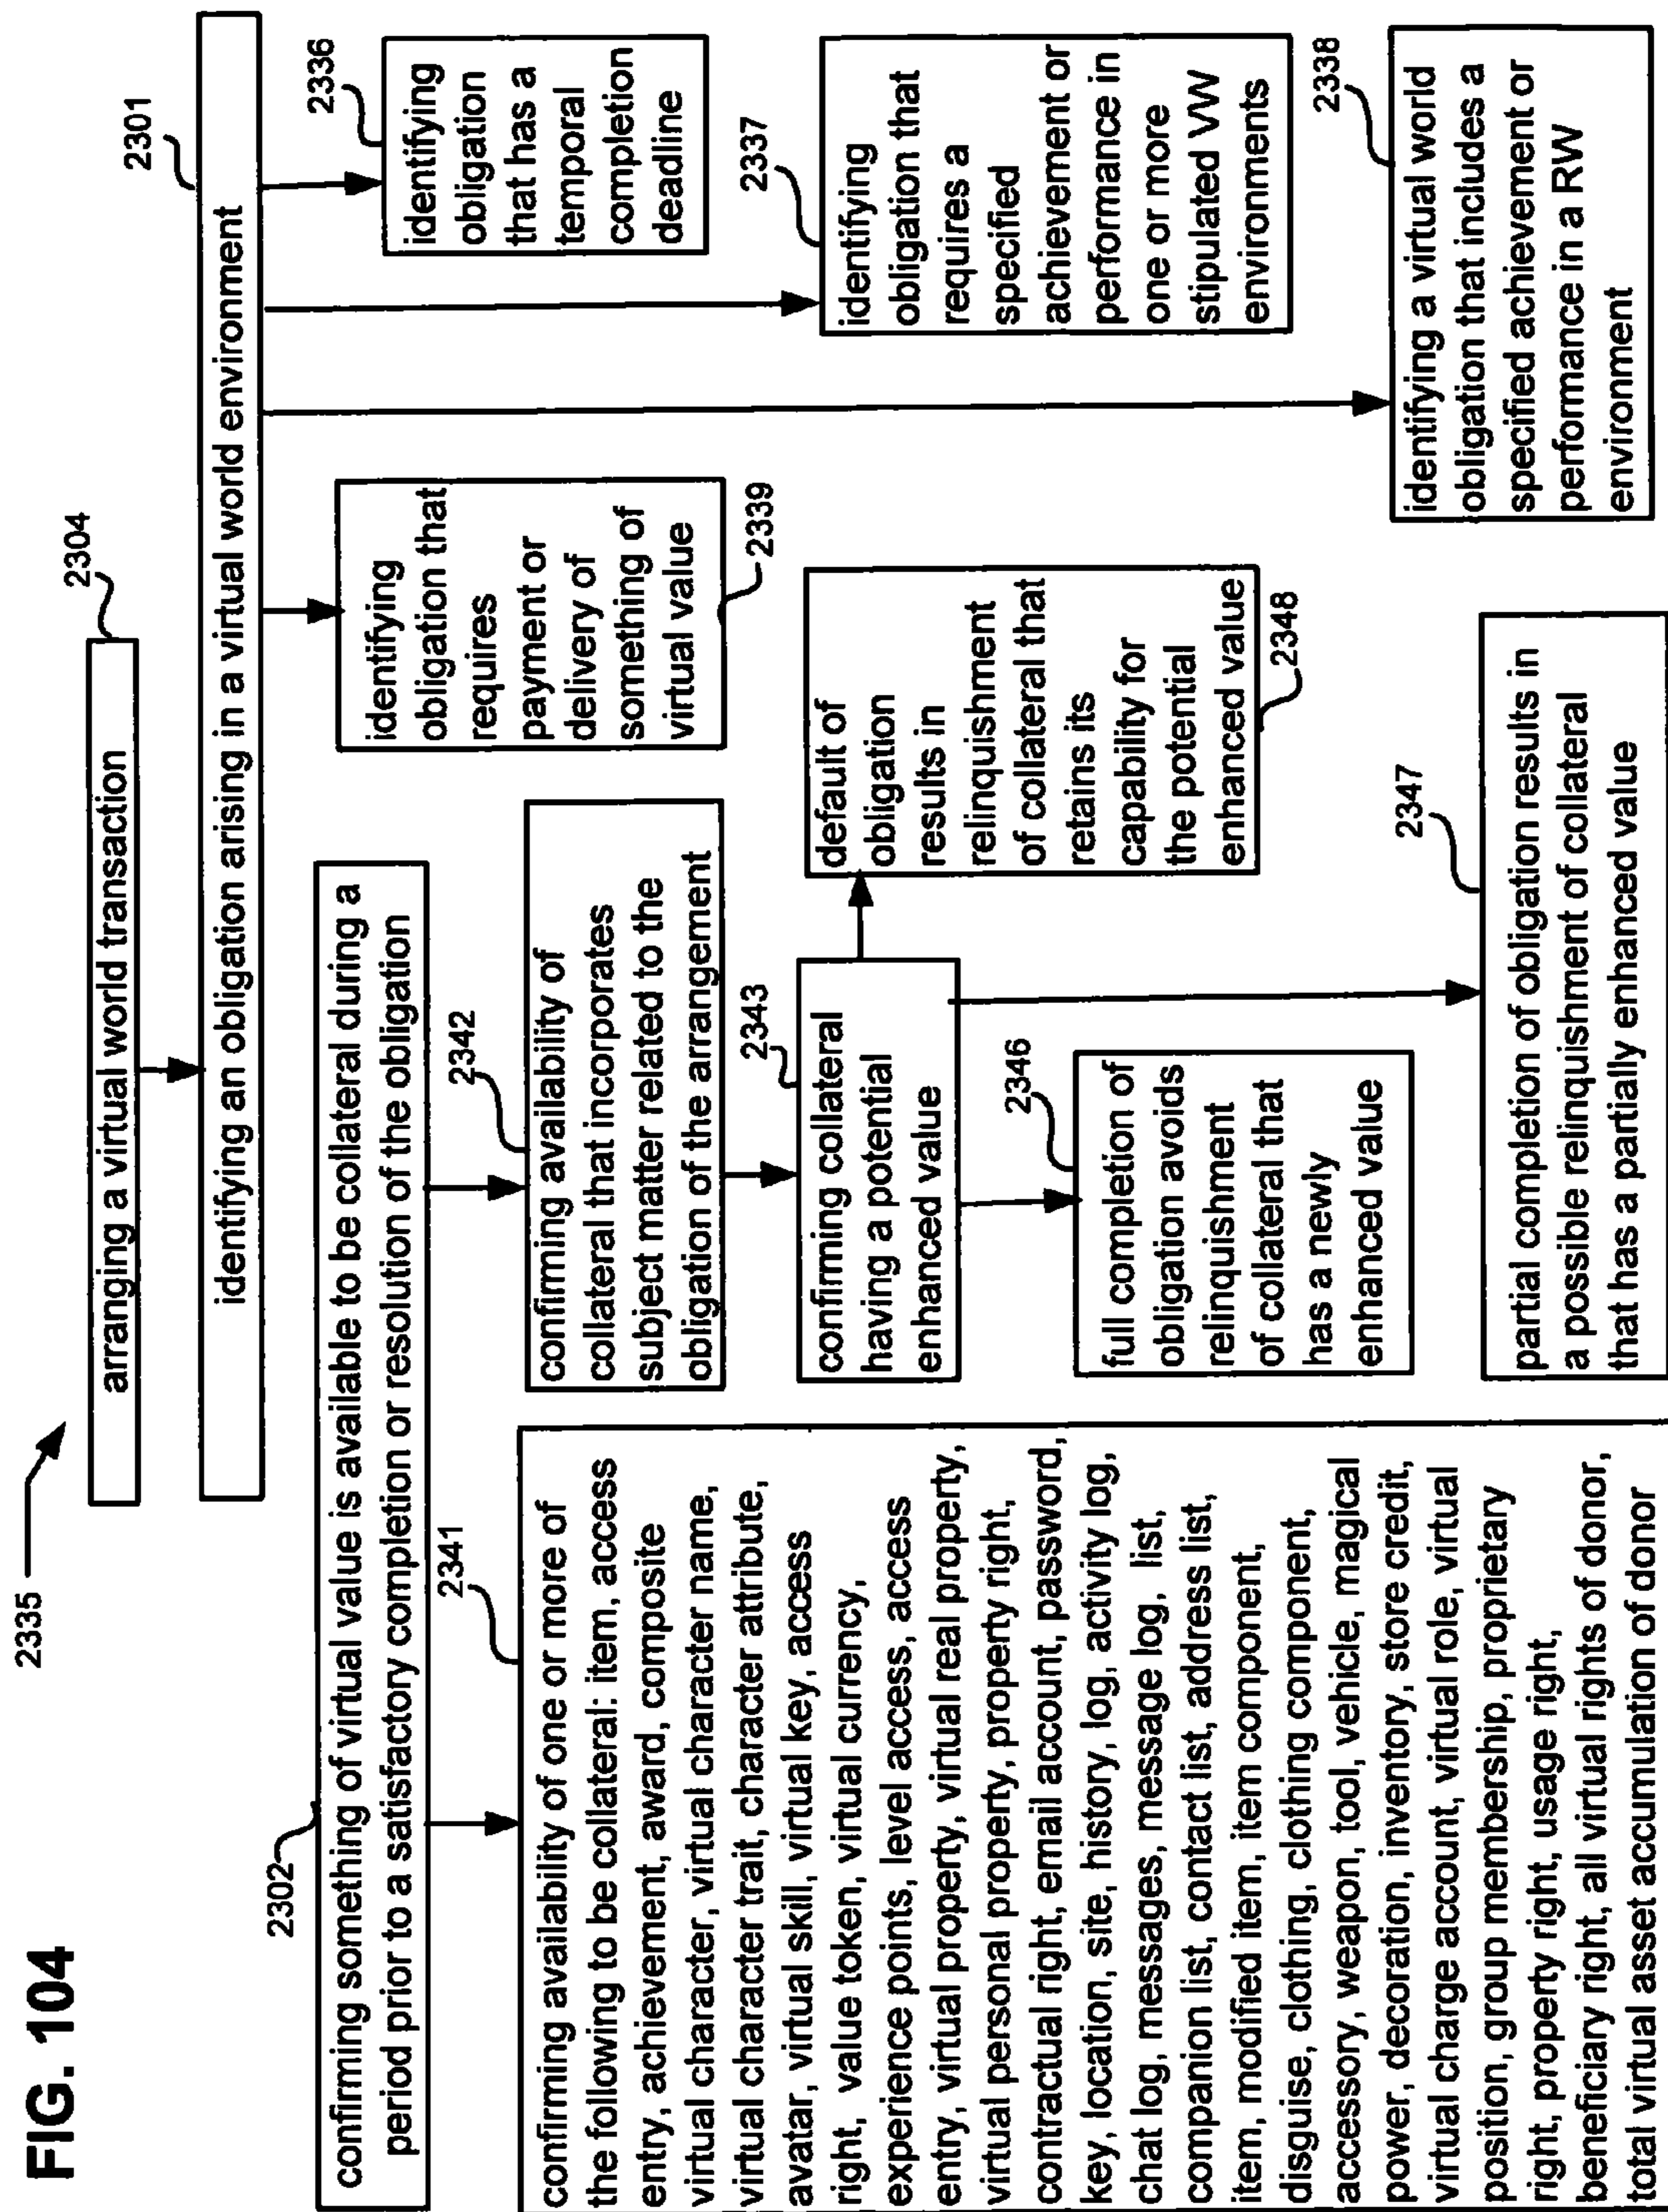 FIG. 104
2335
2304
arranging a virtual world transaction
2301
identifying an obligation arising in a virtual world environment
2302
confirming something of virtual value is available to be collateral during a
period prior to a satisfactory completion or resolution of the obligation
2339
identifying
obligation that
requires
payment or
delivery of
something of
virtual value
2336
identifying
obligation
that has a
temporal
completion
deadline
2337
identifying
obligation that
requires a
specified
achievement or
performance in
one or more
stipulated VW
environments
2338
identifying a virtual world
obligation that includes a
specified achievement or
performance in a RW
environment
2341
confirming availability of one or more of
the following to be collateral: item, access
entry, achievement, award, composite
virtual character, virtual character name,
virtual character trait, character attribute,
avatar, virtual skill, virtual key, access
right, value token, virtual currency,
experience points, level access, access
entry, virtual property, virtual real property,
virtual personal property, property right,
contractual right, email account, password,
key, location, site, history, log, activity log,
chat log, messages, message log, list,
companion list, contact list, address list,
item, modified item, item component,
disguise, clothing, clothing component,
accessory, weapon, tool, vehicle, magical
power, decoration, inventory, store credit,
virtual charge account, virtual role, virtual
position, group membership, proprietary
right, property right, usage right,
beneficiary right, all virtual rights of donor,
total virtual asset accumulation of donor
2342
confirming availability of
collateral that incorporates
subject matter related to the
obligation of the arrangement
2343
confirming collateral
having a potential
enhanced value
2348
default of
obligation
results in
relinquishment
of collateral that
retains its
capability for
the potential
enhanced value
2346
full completion of
obligation avoids
relinquishment
of collateral that
has a newly
enhanced value
2347
partial completion of obligation results in
a possible relinquishment of collateral
that has a partially enhanced value